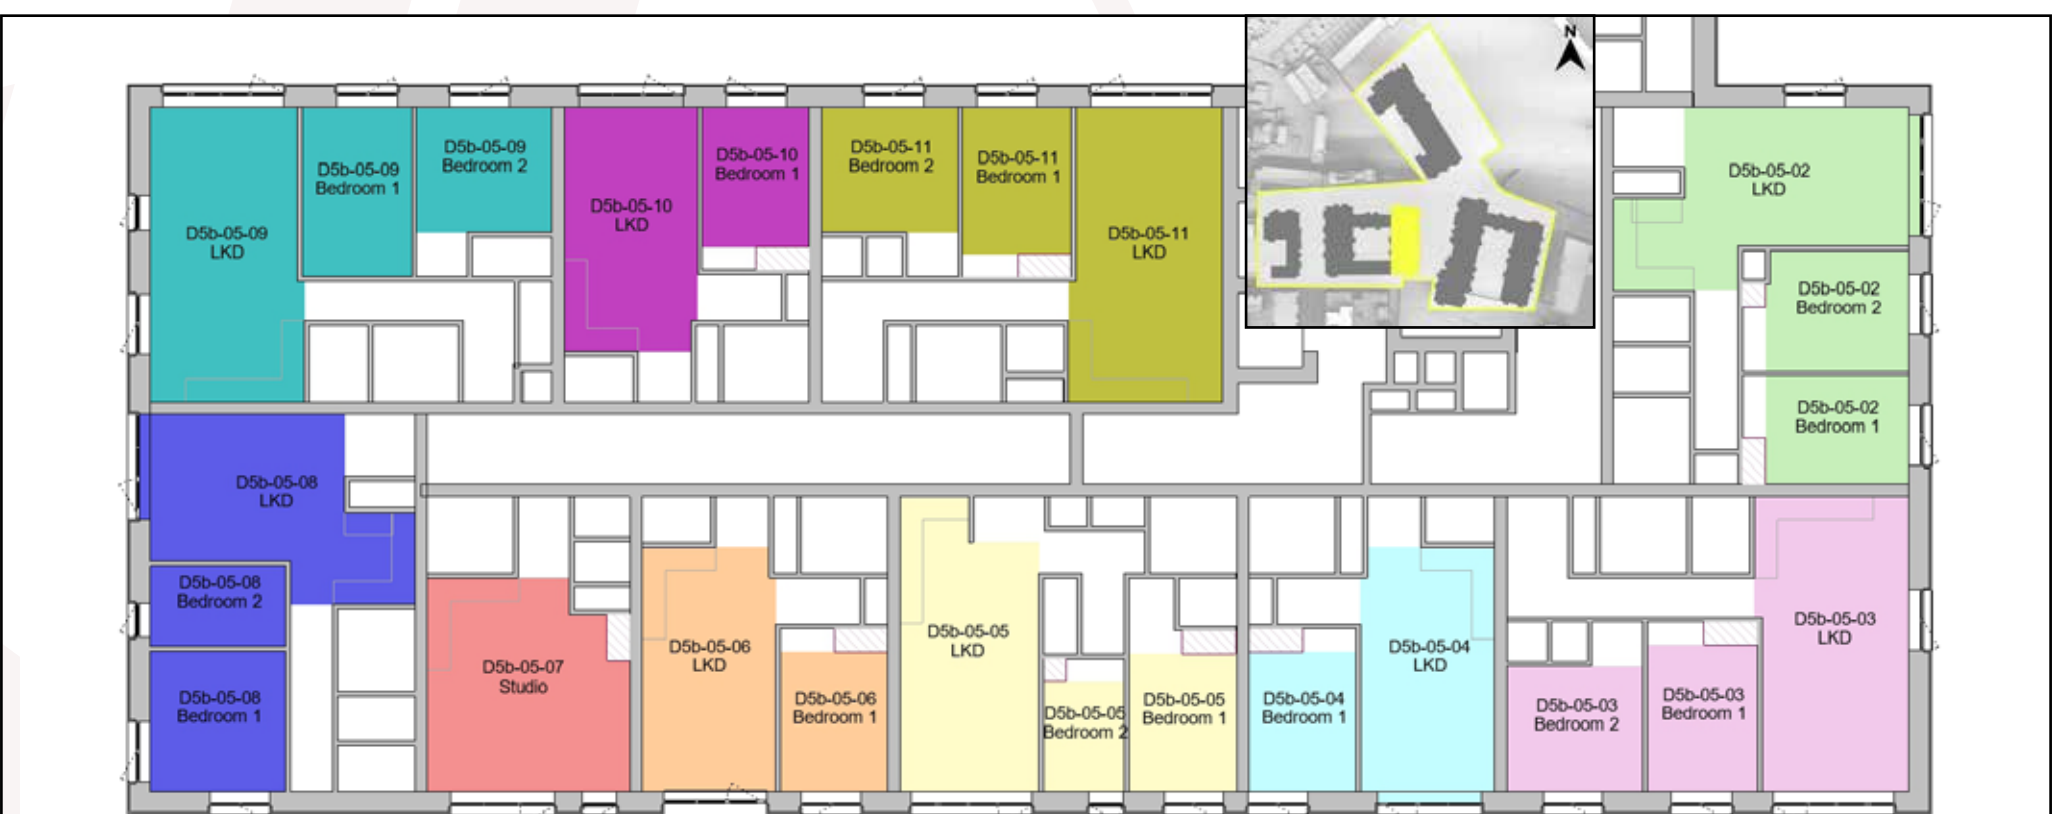 N
D5b-05-09
LKD
D5b-05-09
Bedroom 1
D5b-05-09
Bedroom 2
D5b-05-10
LKD
D5b-05-10
Bedroom 1
D5b-05-11
Bedroom 2
D5b-05-11
Bedroom 1
D5b-05-11
LKD
D5b-05-02
LKD
D5b-05-02
Bedroom 2
D5b-05-02
Bedroom 1
D5b-05-08
LKD
D5b-05-08
Bedroom 2
D5b-05-08
Bedroom 1
D5b-05-07
Studio
D5b-05-06
LKD
D5b-05-06
Bedroom 1
D5b-05-05
LKD
D5b-05-05
Bedroom 2
D5b-05-05
Bedroom 1
D5b-05-04
Bedroom 1
D5b-05-04
LKD
D5b-05-03
Bedroom 2
D5b-05-03
Bedroom 1
D5b-05-03
LKD